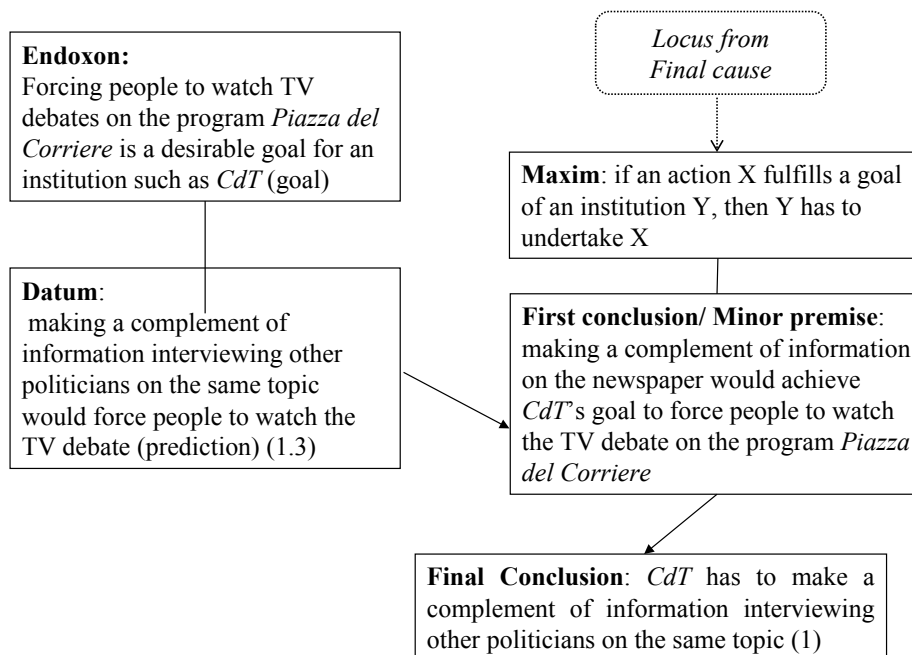 Endoxon:
Forcing people to watch TV
debates on the program Piazza del
Corriere is a desirable goal for an
institution such as CdT (goal)
Datum:
making a complement of
information interviewing other
politicians on the same topic
would force people to watch the
TV debate (prediction) (1.3)
Locus from
Final cause
Maxim: if an action X fulfills a goal
of an institution Y, then Y has to
undertake X
First conclusion/ Minor premise:
making a complement of information
on the newspaper would achieve
CdT's goal to force people to watch
the TV debate on the program Piazza
del Corriere
Final Conclusion: CdT has to make a
complement of information interviewing
other politicians on the same topic (1)